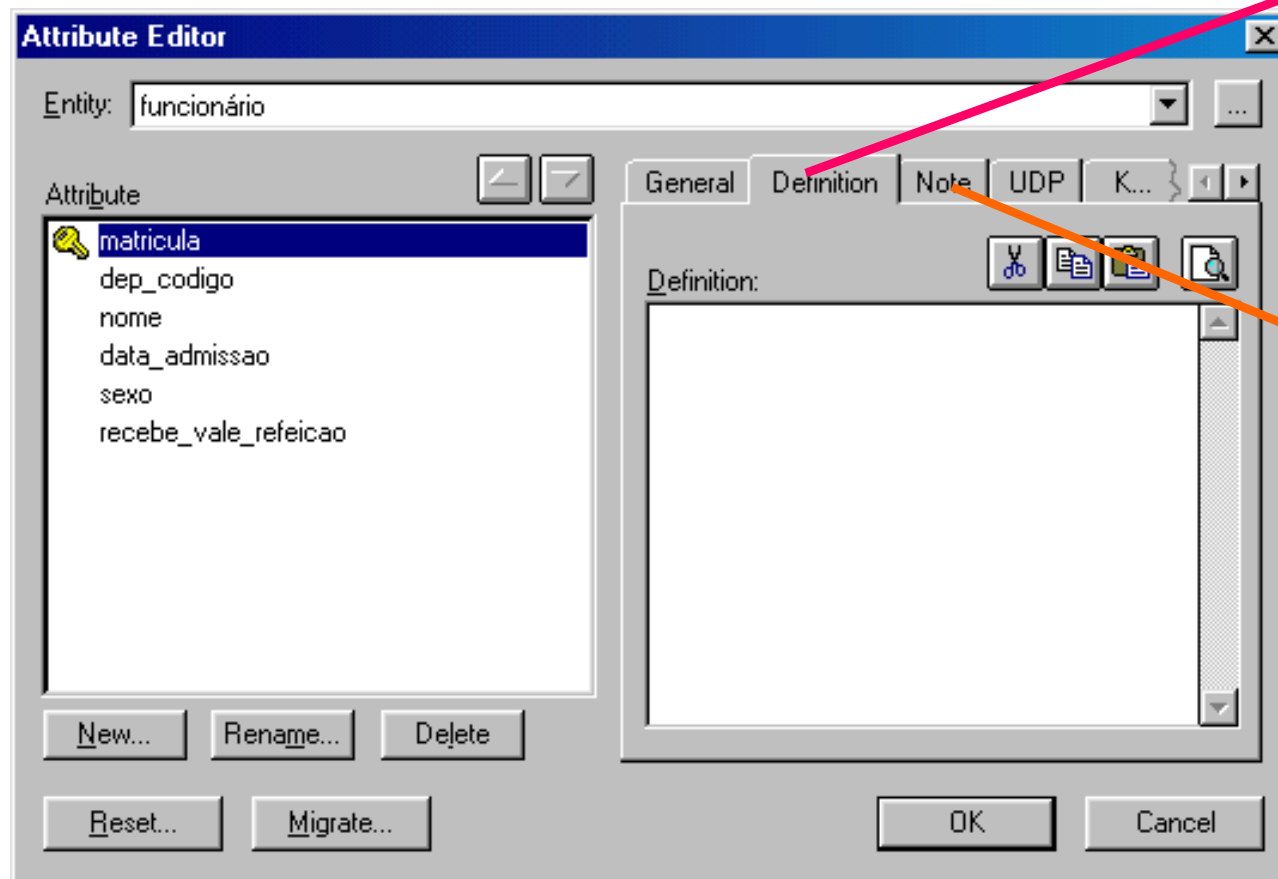 Attribute Editor
Entity: funcionário ...
Attribute
matricula
dep_codigo
nome
data_admissao
sexo
recebe_vale_refeicao
New... Rename... Delete
Reset... Migrate...
General Definition Note UDP K...
Definition:
OK Cancel